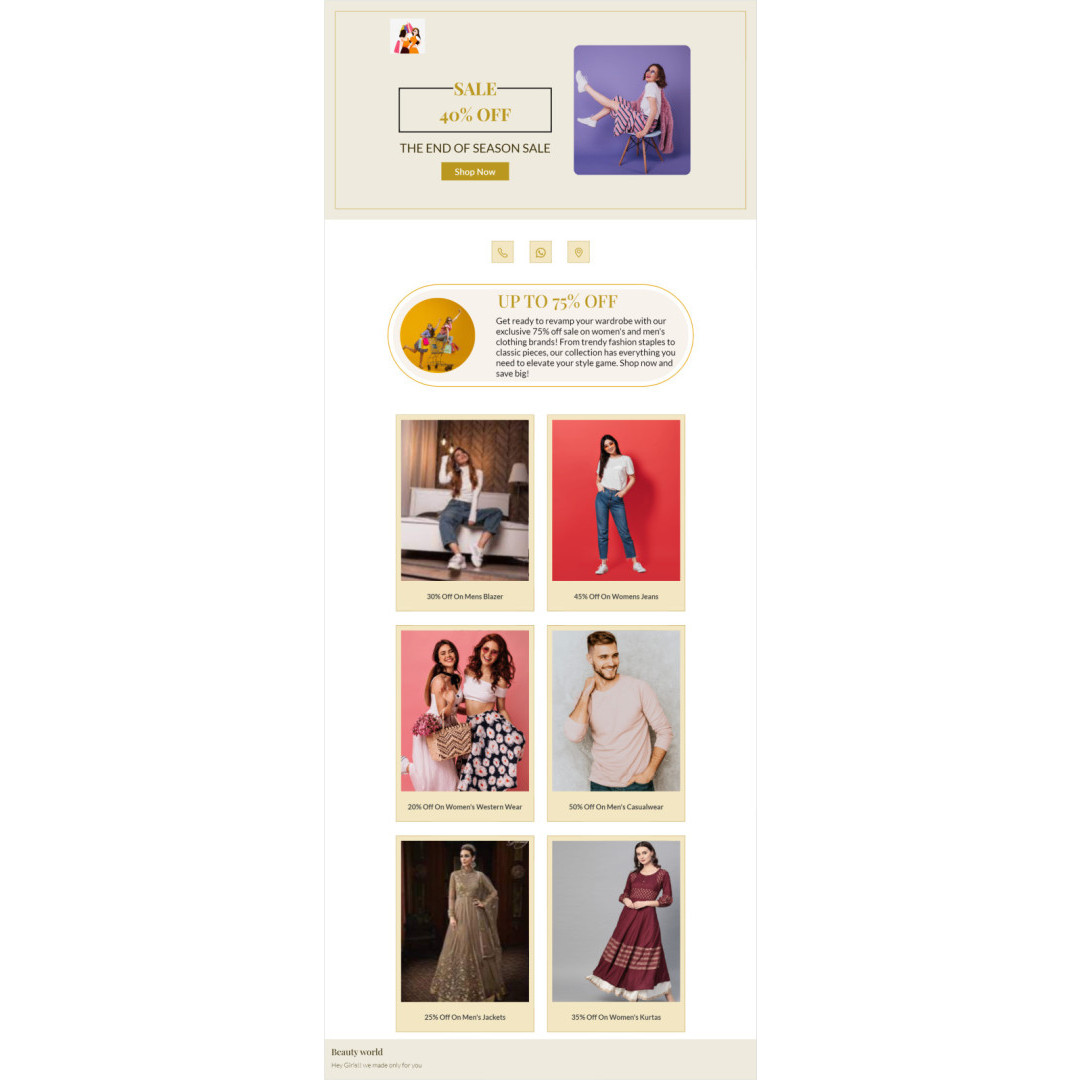 SALE
40% OFF
THE END OF SEASON SALE
Shop Now
UP TO 75% OFF
Get ready to revamp your wardrobe with our
exclusive 75% off sale on women's and men's
clothing brands! From trendy fashion staples to
classic pieces, our collection has everything you
need to elevate your style game. Shop now and
save big!
30% Off On Mens Blazer
45% Off On Womens Jeans
20% Off On Women's Western Wear
50% Off On Men's Casualwear
25% Off On Men's Jackets
35% Off On Women's Kurtas
Beauty world
Hey Girls!! we made only for you